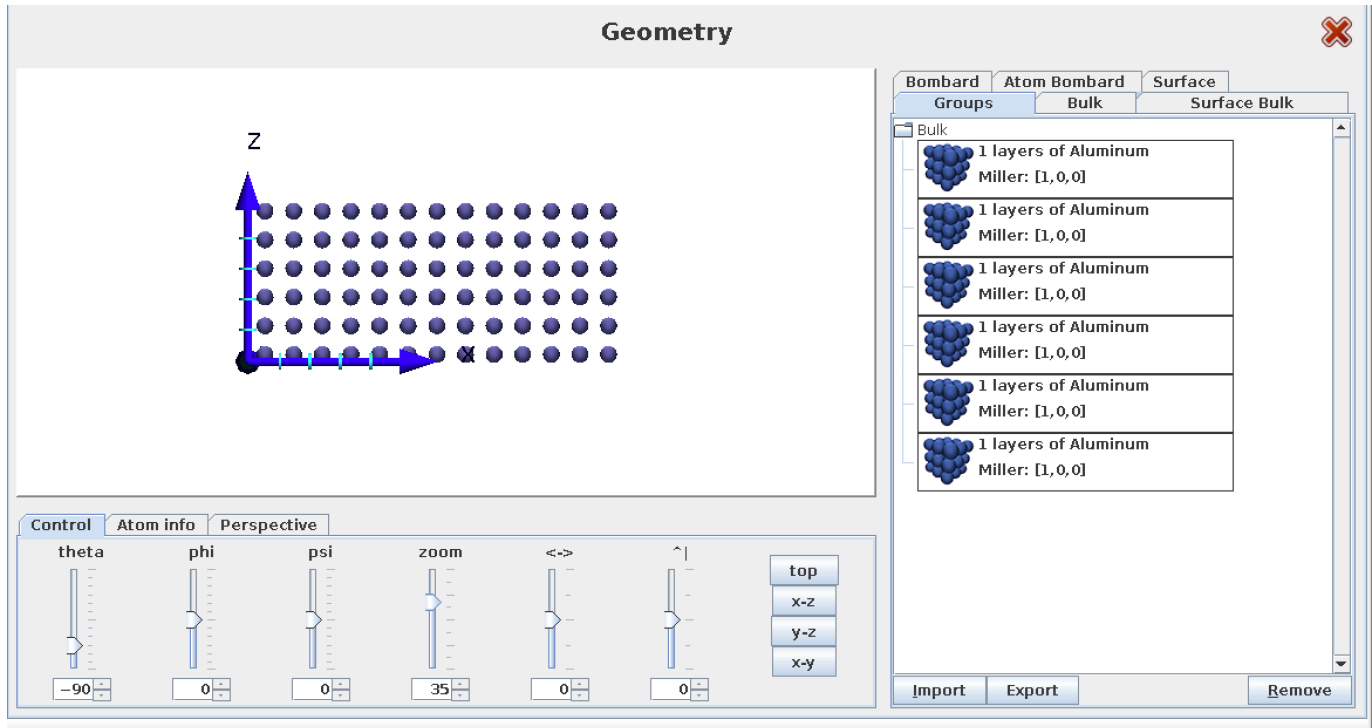 Geometry
Z
X
Bombard Atom Bombard Surface
Groups Bulk Surface Bulk
Bulk
1 layers of Aluminum
Miller: [1,0,0]
1 layers of Aluminum
Miller: [1,0,0]
1 layers of Aluminum
Miller: [1,0,0]
1 layers of Aluminum
Miller: [1,0,0]
1 layers of Aluminum
Miller: [1,0,0]
1 layers of Aluminum
Miller: [1,0,0]
Control Atom info Perspective
theta phi psi zoom <-> ^|
top
x-z
y-z
x-y
-90 0 0 35 0 0
Import Export Remove